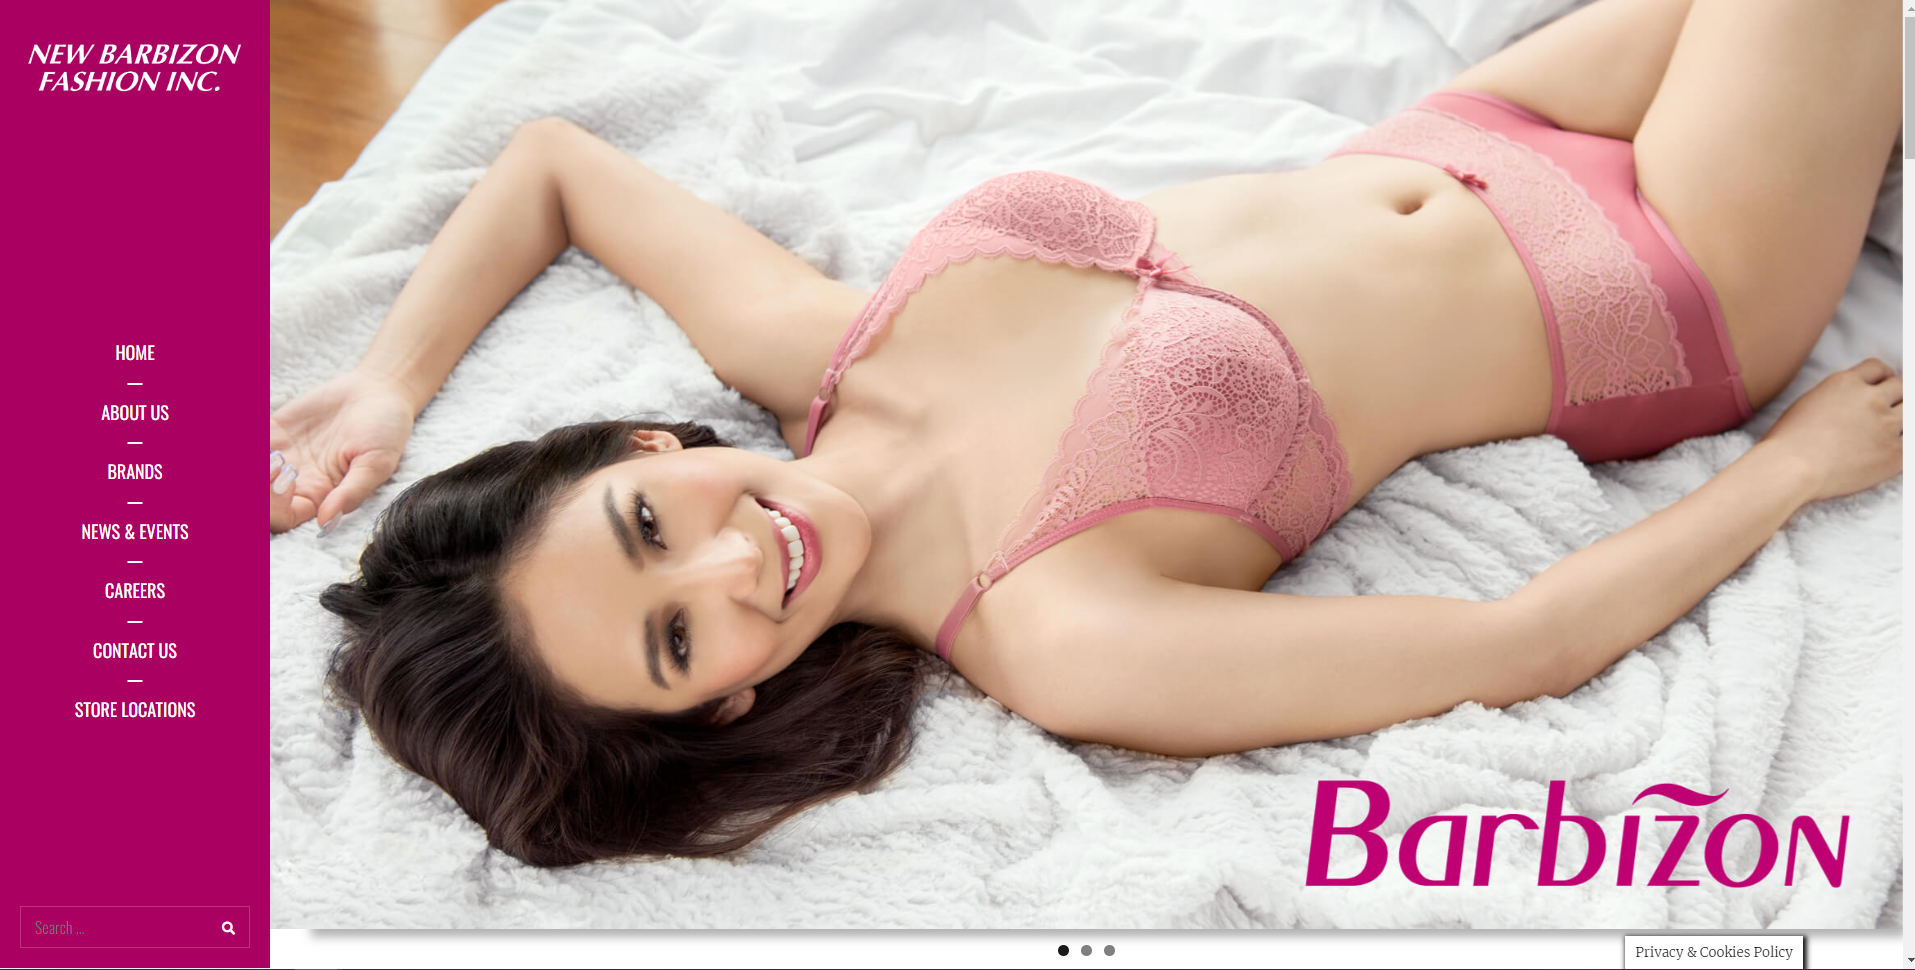 NEW BARBIZON
FASHION INC.
HOME
ABOUT US
BRANDS
NEWS & EVENTS
CAREERS
CONTACT US
STORE LOCATIONS
Search ...
Barbizon
Privacy & Cookies Policy